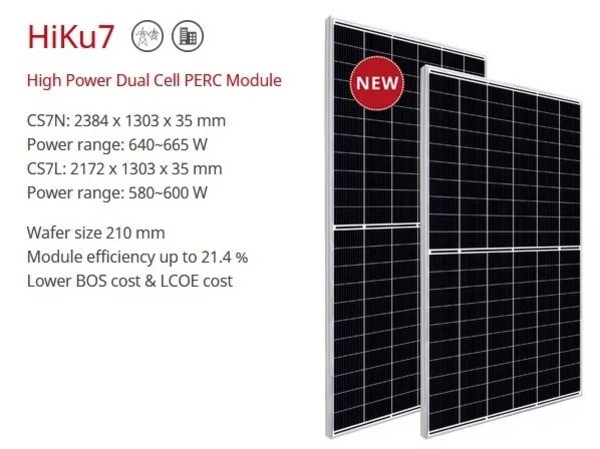 HiKu7
High Power Dual Cell PERC Module
CS7N: 2384 x 1303 x 35 mm
Power range: 640~665 W
CS7L: 2172 x 1303 x 35 mm
Power range: 580~600 W
Wafer size 210 mm
Module efficiency up to 21.4 %
Lower BOS cost & LCOE cost
NEW